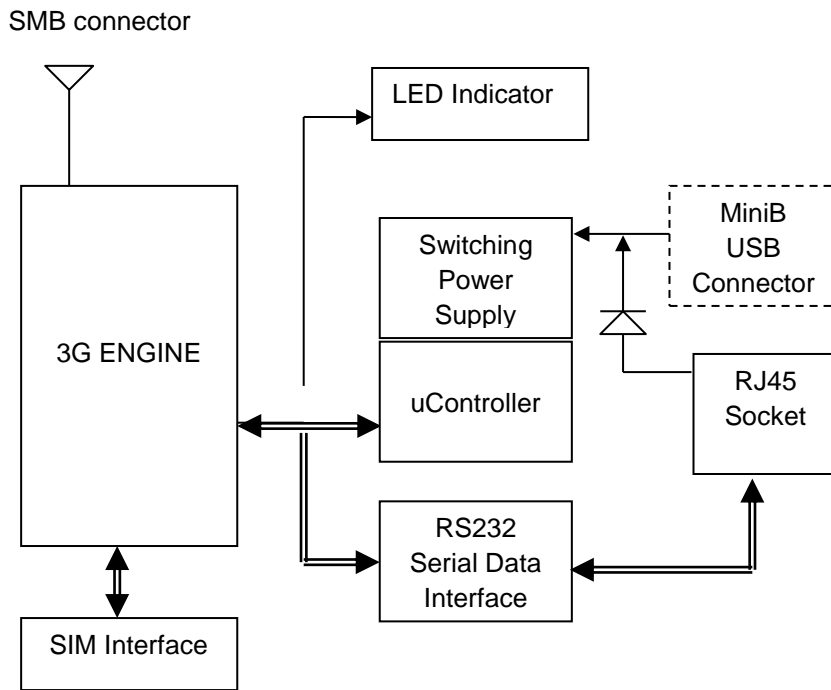 SMB connector
LED Indicator
MiniB
USB
Connector
Switching
Power
Supply
3G ENGINE
uController
RJ45
Socket
RS232
Serial Data
Interface
SIM Interface